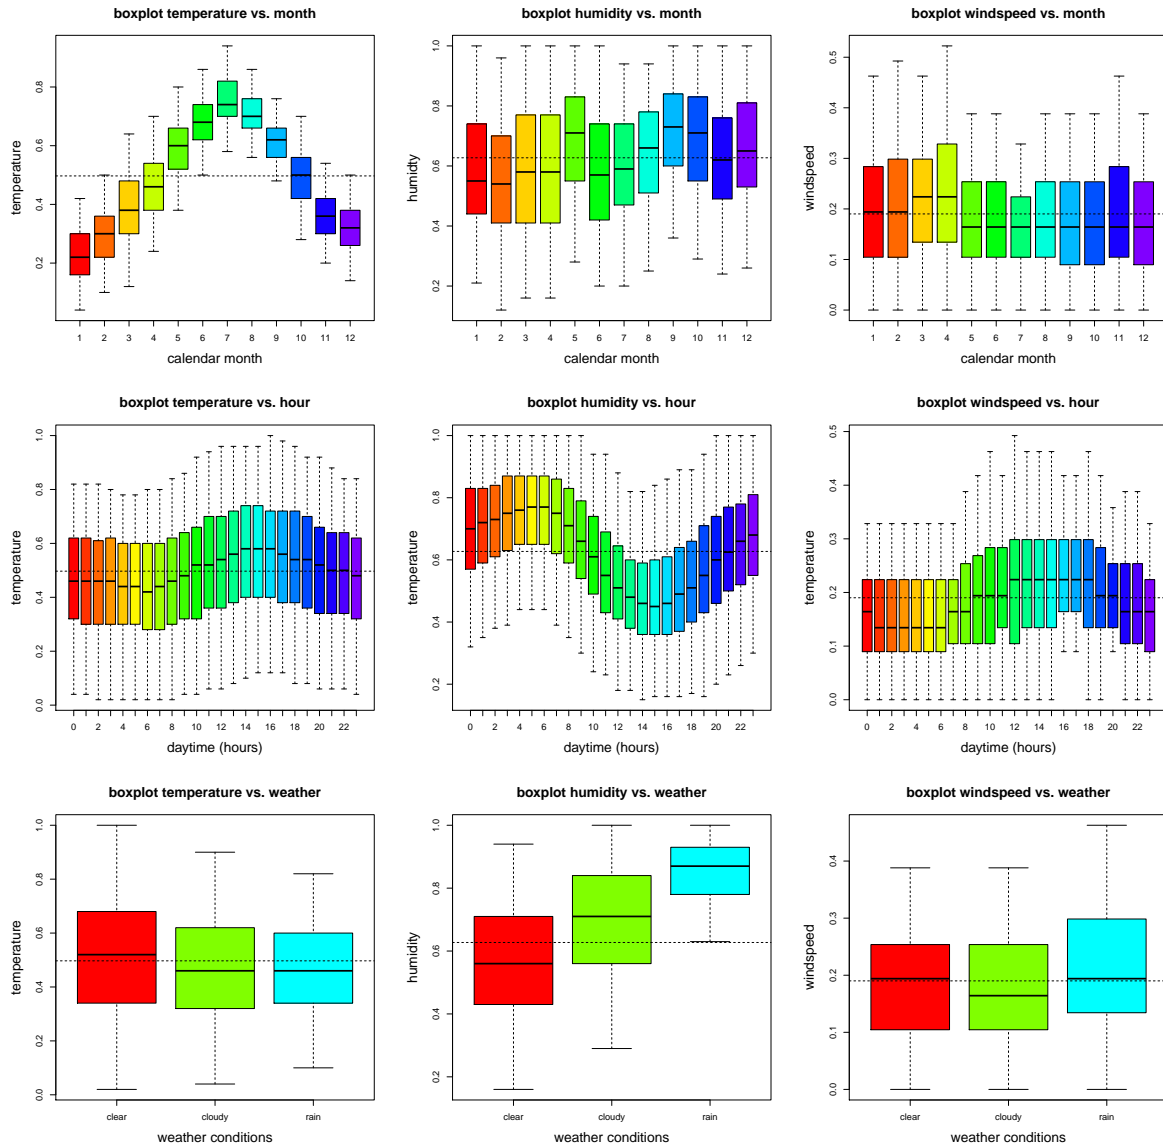 boxplot temperature vs. month
temperature
0.2 0.4 0.6 0.8
1 2 3 4 5 6 7 8 9 10 11 12
calendar month
boxplot humidity vs. month
humidity
0.2 0.4 0.6 0.8 1.0
1 2 3 4 5 6 7 8 9 10 11 12
calendar month
boxplot windspeed vs. month
windspeed
0.0 0.1 0.2 0.3 0.4 0.5
1 2 3 4 5 6 7 8 9 10 11 12
calendar month
boxplot temperature vs. hour
temperature
0.0 0.2 0.4 0.6 0.8 1.0
0 2 4 6 8 10 12 14 16 18 20 22
daytime (hours)
boxplot humidity vs. hour
temperature
0.2 0.4 0.6 0.8 1.0
0 2 4 6 8 10 12 14 16 18 20 22
daytime (hours)
boxplot windspeed vs. hour
temperature
0.0 0.1 0.2 0.3 0.4 0.5
0 2 4 6 8 10 12 14 16 18 20 22
daytime (hours)
boxplot temperature vs. weather
temperature
0.0 0.2 0.4 0.6 0.8 1.0
clear cloudy rain
weather conditions
boxplot humidity vs. weather
humidity
0.2 0.4 0.6 0.8 1.0
clear cloudy rain
weather conditions
boxplot windspeed vs. weather
windspeed
0.0 0.1 0.2 0.3 0.4
clear cloudy rain
weather conditions